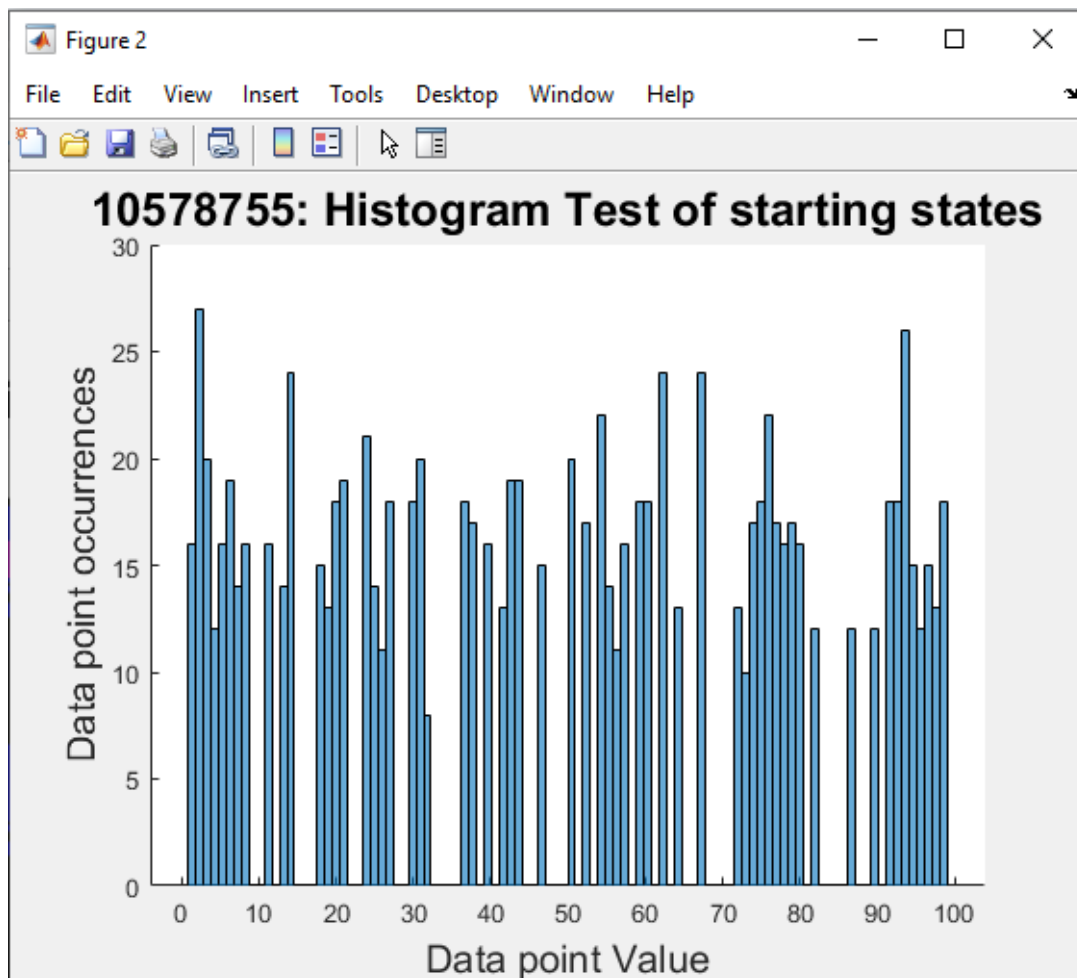 Figure 2
File Edit View Insert Tools Desktop Window Help
10578755: Histogram Test of starting states
30
25
20
15
10
5
0
Data point occurrences
0 10 20 30 40 50 60 70 80 90 100
Data point Value